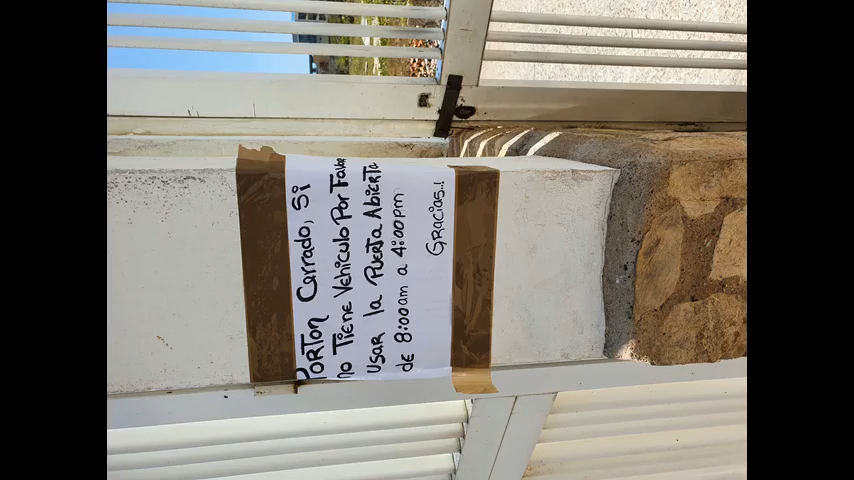 PORTON Cerrado, Si
no Tiene Vehiculo Por Favor
usar la Puerta Abierta
de 8:00am a 4:00pm
Gracias..!